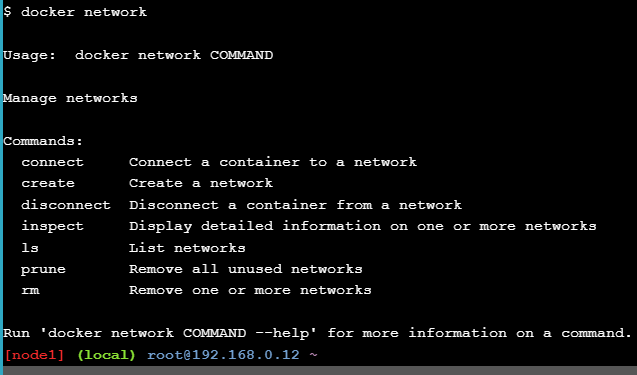 $ docker network
Usage:  docker network COMMAND
Manage networks
Commands:
  connect     Connect a container to a network
  create      Create a network
  disconnect  Disconnect a container from a network
  inspect     Display detailed information on one or more networks
  ls          List networks
  prune       Remove all unused networks
  rm          Remove one or more networks
Run 'docker network COMMAND --help' for more information on a command.
[node1] (local) root@192.168.0.12 ~